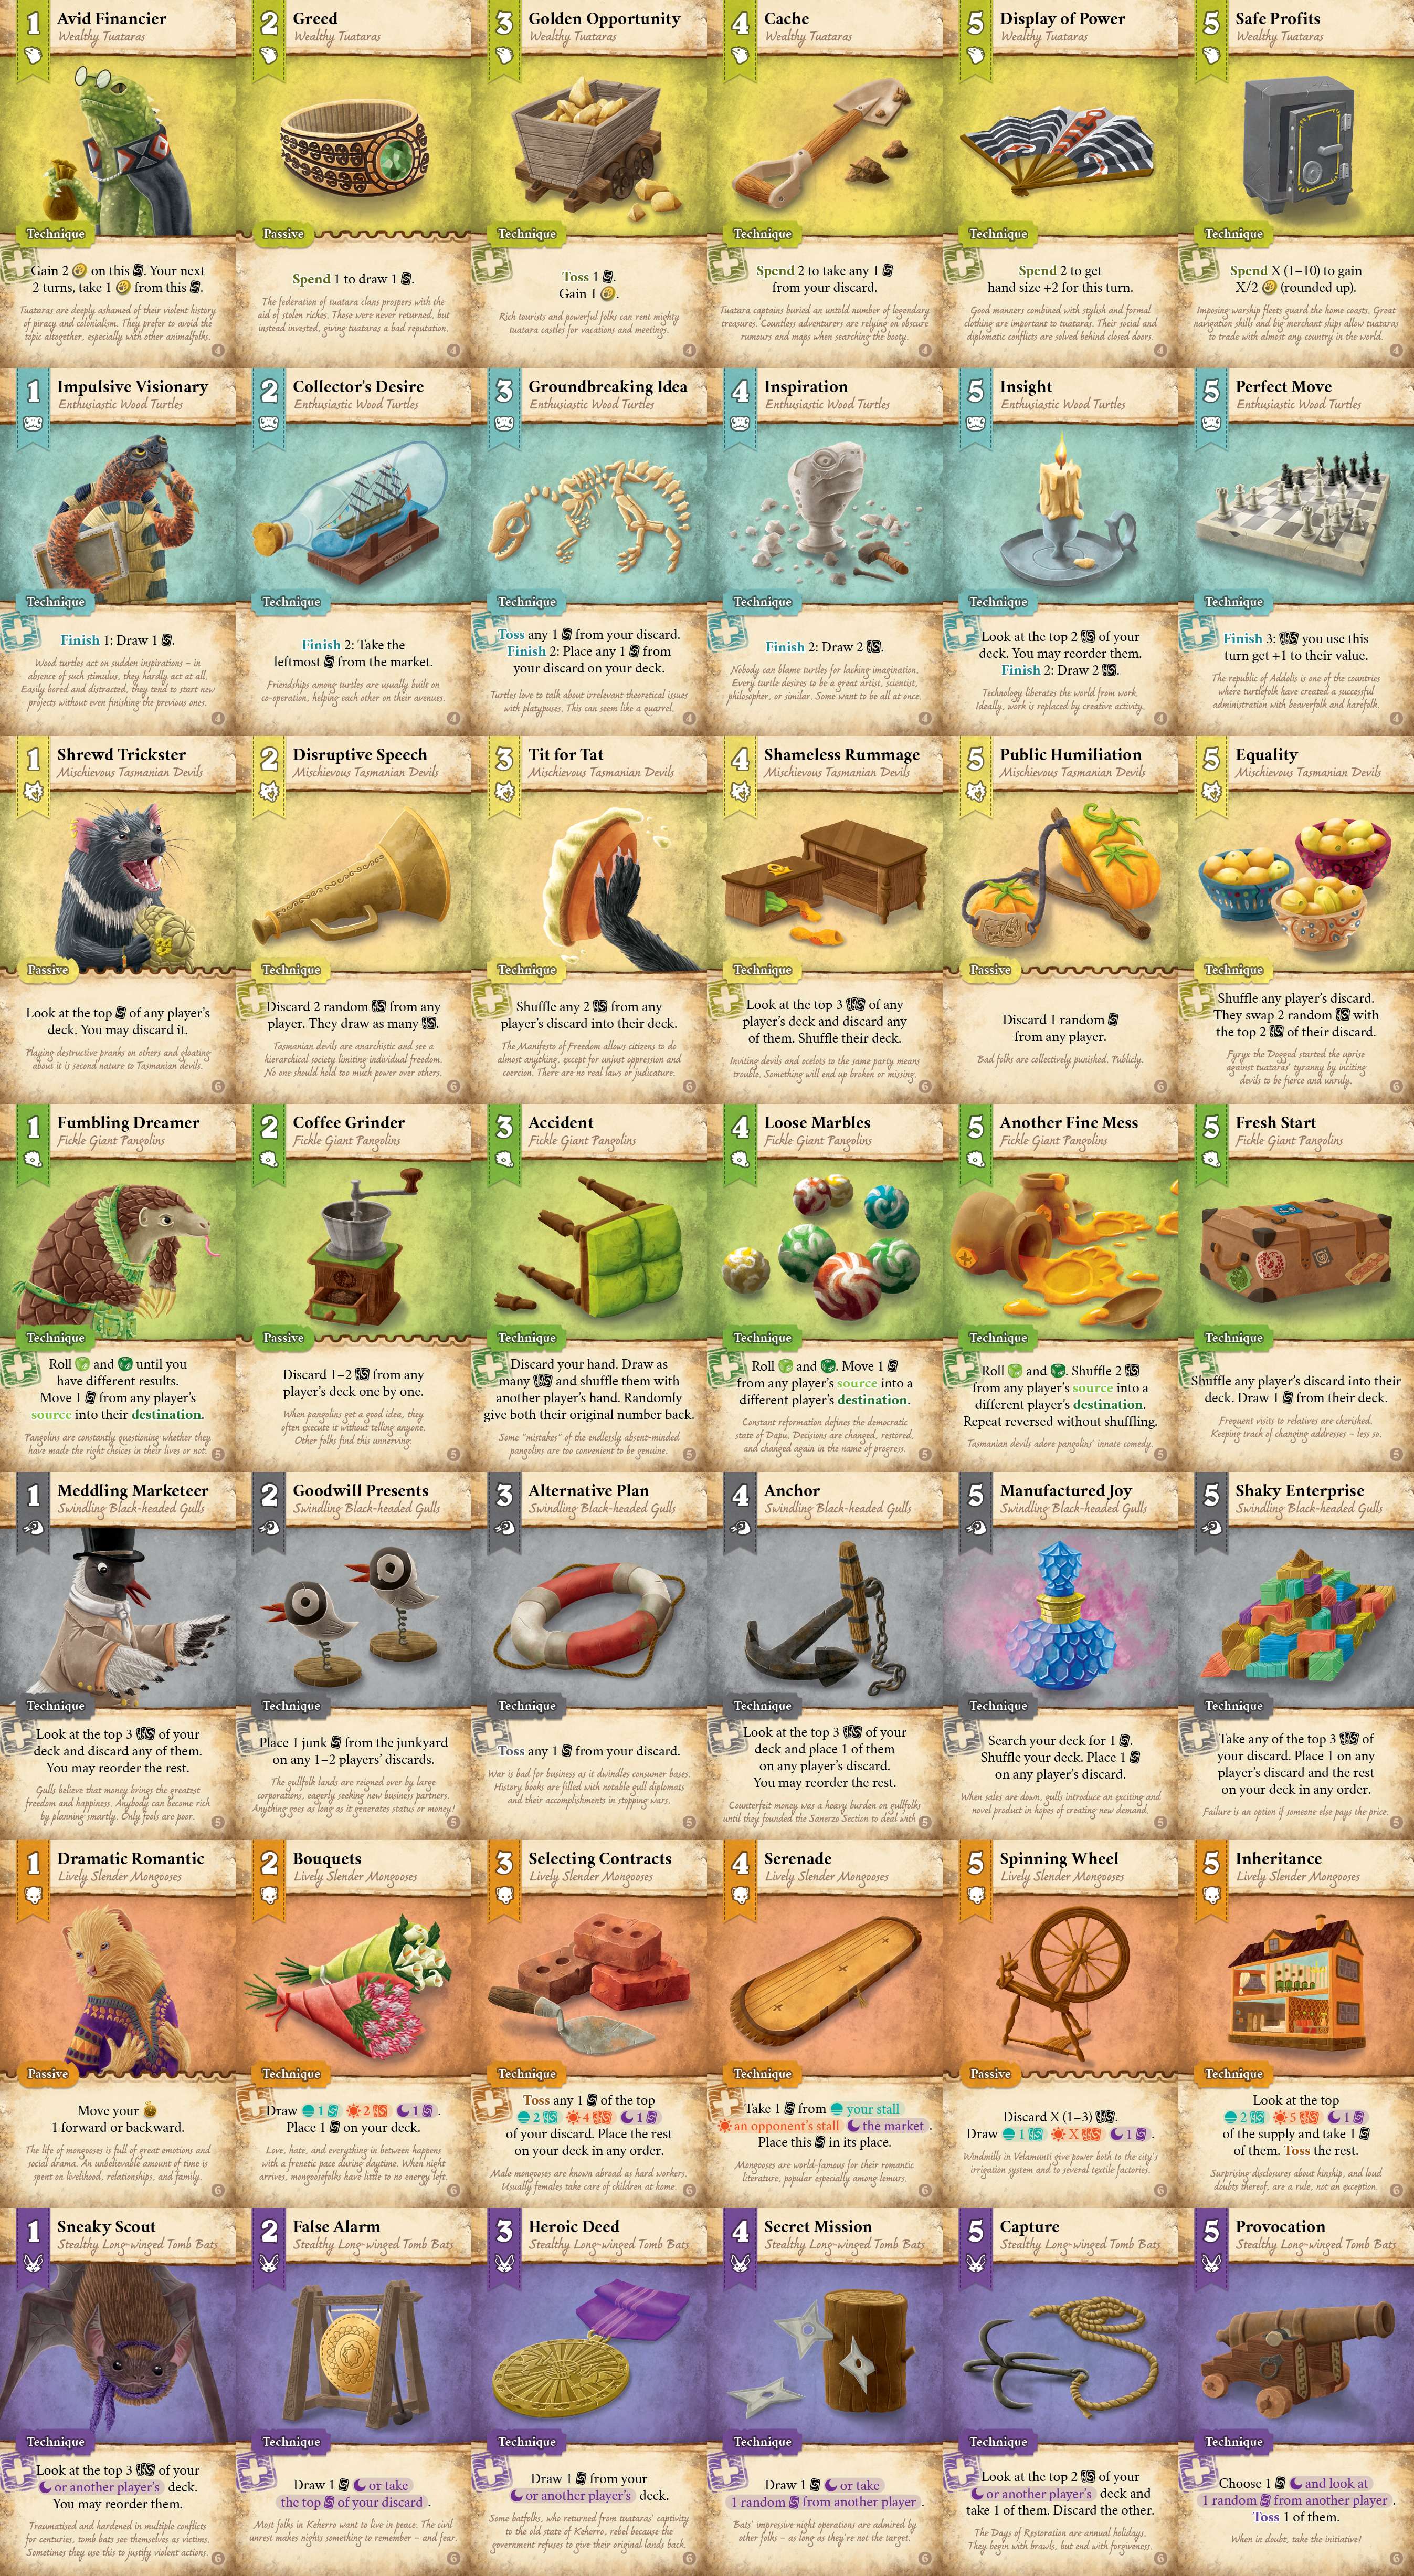 1 Avid Financier
Wealthy Tuataras
Technique
Gain 2 on this . Your next
2 turns, take 1 from this .
Tuataras are deeply ashamed of their violent history
of piracy and colonialism. They prefer to avoid the
topic altogether, especially with other animalfolks.
4
2 Greed
Wealthy Tuataras
Passive
Spend 1 to draw 1 .
The federation of tuatara clans prospers with the
aid of stolen riches. Those were never returned, but
instead invested, giving tuataras a bad reputation.
4
3 Golden Opportunity
Wealthy Tuataras
Technique
Toss 1 .
Gain 1 .
Rich tourists and powerful folks can rent mighty
tuatara castles for vacations and meetings.
4
4 Cache
Wealthy Tuataras
Technique
Spend 2 to take any 1
from your discard.
Tuatara captains buried an untold number of legendary
treasures. Countless adventurers are relying on obscure
rumours and maps when searching the booty.
4
5 Display of Power
Wealthy Tuataras
Technique
Spend 2 to get
hand size +2 for this turn.
Good manners combined with stylish and formal
clothing are important to tuataras. Their social and
diplomatic conflicts are solved behind closed doors.
4
5 Safe Profits
Wealthy Tuataras
Technique
Spend X (1–10) to gain
X/2 (rounded up).
Imposing warship fleets guard the home coasts. Great
navigation skills and big merchant ships allow tuataras
to trade with almost any country in the world.
4
1 Impulsive Visionary
Enthusiastic Wood Turtles
Technique
Finish 1: Draw 1 .
Wood turtles act on sudden inspirations – in
absence of such stimulus, they hardly act at all.
Easily bored and distracted, they tend to start new
projects without even finishing the previous ones.
4
2 Collector's Desire
Enthusiastic Wood Turtles
Technique
Finish 2: Take the
leftmost from the market.
Friendships among turtles are usually built on
co-operation, helping each other on their endeavors.
4
3 Groundbreaking Idea
Enthusiastic Wood Turtles
Technique
Toss any 1 from your discard.
Finish 2: Place any 1 from
your discard on your deck.
Turtles love to talk about irrelevant theoretical issues
with platypuses. This can seem like a quarrel.
4
4 Inspiration
Enthusiastic Wood Turtles
Technique
Finish 2: Draw 2 .
Nobody can blame turtles for lacking imagination.
Every turtle desires to be a great artist, scientist,
philosopher, or similar. Some want to be all at once.
4
5 Insight
Enthusiastic Wood Turtles
Technique
Look at the top 2 of your
deck. You may reorder them.
Finish 2: Draw 2 .
Technology liberates the world from work.
Ideally, work is replaced by creative activity.
4
5 Perfect Move
Enthusiastic Wood Turtles
Technique
Finish 3: you use this
turn get +1 to their value.
The republic of Addolis is one of the countries
where turtlefolk have created a successful
administration with beaverfolk and harefolk.
4
1 Shrewd Trickster
Mischievous Tasmanian Devils
Passive
Look at the top of any player's
deck. You may discard it.
Playing destructive pranks on others and gloating
about it is second nature to Tasmanian devils.
6
2 Disruptive Speech
Mischievous Tasmanian Devils
Technique
Discard 2 random from any
player. They draw as many .
Tasmanian devils are anarchistic and see a
hierarchical society limiting individual freedom.
No one should hold too much power over others.
6
3 Tit for Tat
Mischievous Tasmanian Devils
Technique
Shuffle any 2 from any
player's discard into their deck.
The Manifesto of Freedom allows citizens to do
almost anything, except for unjust oppression and
coercion. There are no real laws or judicature.
6
4 Shameless Rummage
Mischievous Tasmanian Devils
Technique
Look at the top 3 of any
player's deck and discard any
of them. Shuffle their deck.
Inviting devils and ocelots to the same party means
trouble. Something will end up broken or missing.
6
5 Public Humiliation
Mischievous Tasmanian Devils
Passive
Discard 1 random
from any player.
Bad folks are collectively punished. Publicly.
6
5 Equality
Mischievous Tasmanian Devils
Technique
Shuffle any player's discard.
They swap 2 random with
the top 2 of their discard.
Fyryx the Dogged started the uprise
against tuataras' tyranny by inciting
devils to be fierce and unruly.
6
1 Fumbling Dreamer
Fickle Giant Pangolins
Technique
Roll and until you
have different results.
Move 1 from any player's
source into their destination.
Pangolins are constantly questioning whether they
have made the right choices in their lives or not.
5
2 Coffee Grinder
Fickle Giant Pangolins
Passive
Discard 1–2 from any
player's deck one by one.
When pangolins get a good idea, they
often execute it without telling anyone.
Other folks find this unnerving.
5
3 Accident
Fickle Giant Pangolins
Technique
Discard your hand. Draw as
many and shuffle them with
another player's hand. Randomly
give both their original number back.
Some "mistakes" of the endlessly absent-minded
pangolins are too convenient to be genuine.
5
4 Loose Marbles
Fickle Giant Pangolins
Technique
Roll and . Move 1
from any player's source into a
different player's destination.
Constant reformation defines the democratic
state of Dapu. Decisions are changed, restored,
and changed again in the name of progress.
5
5 Another Fine Mess
Fickle Giant Pangolins
Technique
Roll and . Shuffle 2
from any player's source into a
different player's destination.
Repeat reversed without shuffling.
Tasmanian devils adore pangolins' innate comedy.
5
5 Fresh Start
Fickle Giant Pangolins
Technique
Shuffle any player's discard into their
deck. Draw 1 from their deck.
Frequent visits to relatives are cherished.
Keeping track of changing addresses – less so.
5
1 Meddling Marketeer
Swindling Black-headed Gulls
Technique
Look at the top 3 of your
deck and discard any of them.
You may reorder the rest.
Gulls believe that money brings the greatest
freedom and happiness. Anybody can become rich
by planning smartly. Only fools are poor.
5
2 Goodwill Presents
Swindling Black-headed Gulls
Technique
Place 1 junk from the junkyard
on any 1–2 players' discards.
The gullfolk lands are reigned over by large
corporations, eagerly seeking new business partners.
Anything goes as long as it generates status or money!
5
3 Alternative Plan
Swindling Black-headed Gulls
Technique
Toss any 1 from your discard.
War is bad for business as it dwindles consumer bases.
History books are filled with notable gull diplomats
and their accomplishments in stopping wars.
5
4 Anchor
Swindling Black-headed Gulls
Technique
Look at the top 3 of your
deck and place 1 of them
on any player's discard.
You may reorder the rest.
Counterfeit money was a heavy burden on gullfolks
until they founded the Sanerzo Section to deal with
5
5 Manufactured Joy
Swindling Black-headed Gulls
Technique
Search your deck for 1 .
Shuffle your deck. Place 1
on any player's discard.
When sales are down, gulls introduce an exciting and
novel product in hopes of creating new demand.
5
5 Shaky Enterprise
Swindling Black-headed Gulls
Technique
Take any of the top 3 of
your discard. Place 1 on any
player's discard and the rest
on your deck in any order.
Failure is an option if someone else pays the price.
5
1 Dramatic Romantic
Lively Slender Mongooses
Passive
Move your
1 forward or backward.
The life of mongooses is full of great emotions and
social drama. An unbelievable amount of time is
spent on livelihood, relationships, and family.
6
2 Bouquets
Lively Slender Mongooses
Technique
Draw 1 2 1 .
Place 1 on your deck.
Love, hate, and everything in between happens
with a frenetic pace during daytime. When night
arrives, mongoosefolks have little to no energy left.
6
3 Selecting Contracts
Lively Slender Mongooses
Technique
Toss any 1 of the top
2 4 1
of your discard. Place the rest
on your deck in any order.
Male mongooses are known abroad as hard workers.
Usually females take care of children at home.
6
4 Serenade
Lively Slender Mongooses
Technique
Take 1 from your stall
an opponent's stall the market .
Place this in its place.
Mongooses are world-famous for their romantic
literature, popular especially among lemurs.
6
5 Spinning Wheel
Lively Slender Mongooses
Passive
Discard X (1–3) .
Draw 1 X 1 .
Windmills in Velamunti give power both to the city's
irrigation system and to several textile factories.
6
5 Inheritance
Lively Slender Mongooses
Technique
Look at the top
2 5 1
of the supply and take 1
of them. Toss the rest.
Surprising disclosures about kinship, and loud
doubts thereof, are a rule, not an exception.
6
1 Sneaky Scout
Stealthy Long-winged Tomb Bats
Technique
Look at the top 3 of your
or another player's deck.
You may reorder them.
Traumatised and hardened in multiple conflicts
for centuries, tomb bats see themselves as victims.
Sometimes they use this to justify violent actions.
6
2 False Alarm
Stealthy Long-winged Tomb Bats
Technique
Draw 1 or take
the top of your discard .
Most folks in Keherro want to live in peace. The civil
unrest makes nights something to remember – and fear.
6
3 Heroic Deed
Stealthy Long-winged Tomb Bats
Technique
Draw 1 from your
or another player's deck.
Some batfolks, who returned from tuataras' captivity
to the old state of Keherro, rebel because the
government refuses to give their original lands back.
6
4 Secret Mission
Stealthy Long-winged Tomb Bats
Technique
Draw 1 or take
1 random from another player .
Bats' impressive night operations are admired by
other folks – as long as they're not the target.
6
5 Capture
Stealthy Long-winged Tomb Bats
Technique
Look at the top 2 of your
or another player's deck and
take 1 of them. Discard the other.
The Days of Restoration are annual holidays.
They begin with brawls, but end with forgiveness.
6
5 Provocation
Stealthy Long-winged Tomb Bats
Technique
Choose 1 and look at
1 random from another player .
Toss 1 of them.
When in doubt, take the initiative!
6